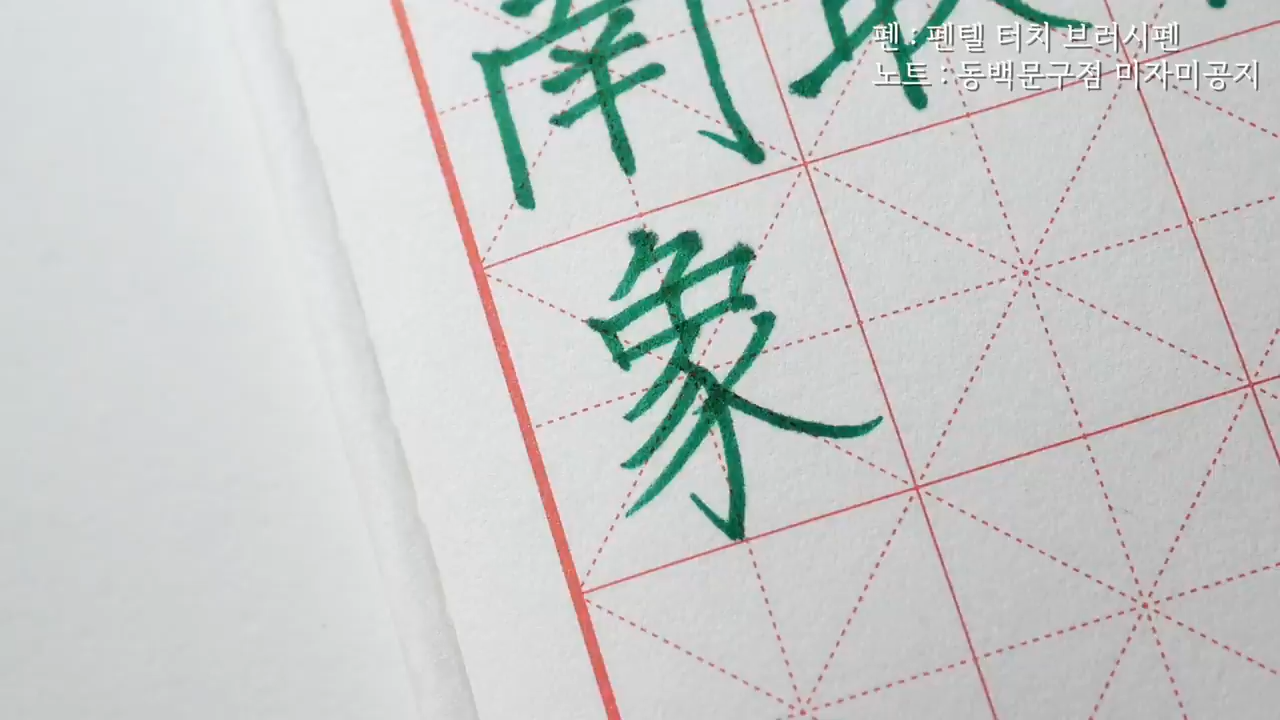 펜 : 펜텔 터치 브러시펜
노트 : 동백문구점 미자미공지
象